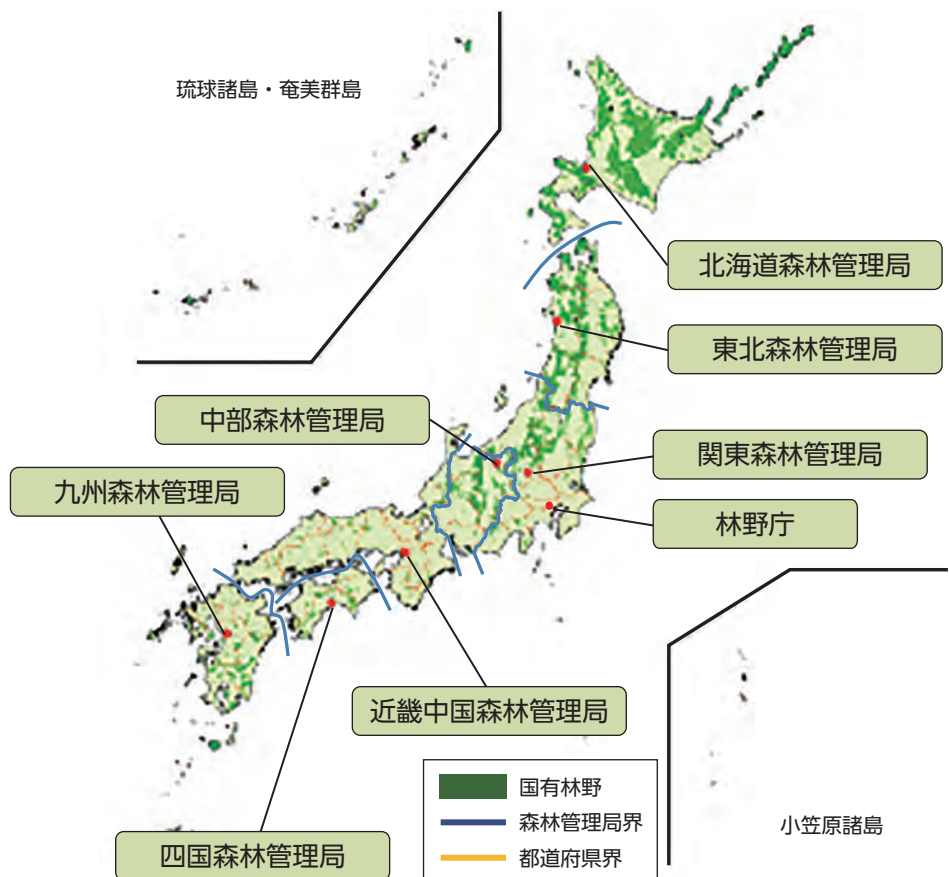 琉球諸島・奄美群島
北海道森林管理局
東北森林管理局
中部森林管理局
関東森林管理局
九州森林管理局
林野庁
近畿中国森林管理局
国有林野
森林管理局界
小笠原諸島
四国森林管理局
都道府県界